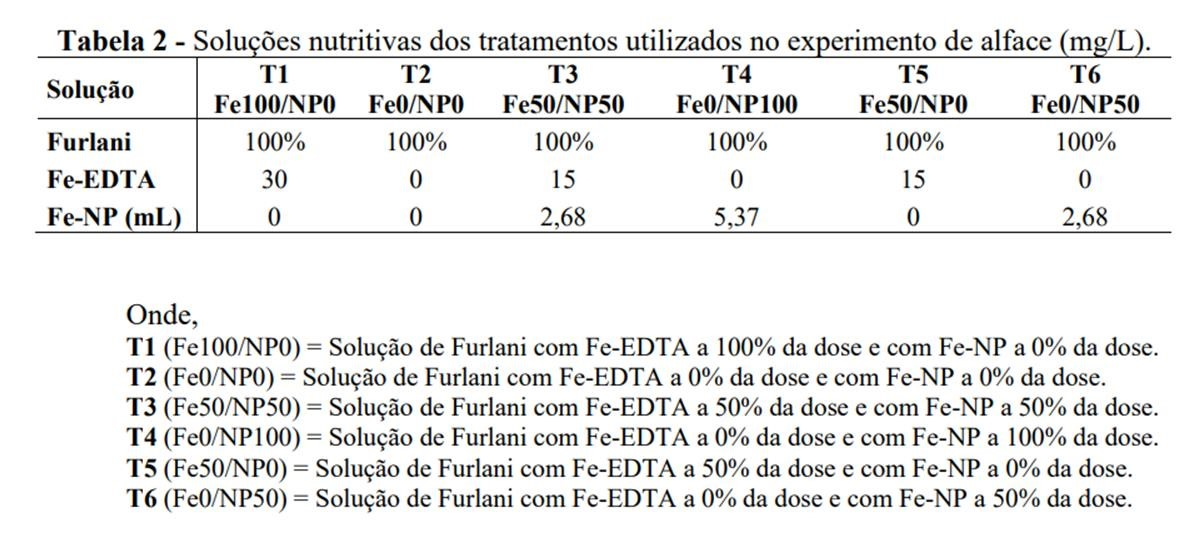 Tabela 2 - Soluções nutritivas dos tratamentos utilizados no experimento de alface (mg/L).
Solução T1 T2 T3 T4 T5 T6
Fe100/NP0 Fe0/NP0 Fe50/NP50 Fe0/NP100 Fe50/NP0 Fe0/NP50
Furlani 100% 100% 100% 100% 100% 100%
Fe-EDTA 30 0 15 0 15 0
Fe-NP (mL) 0 0 2,68 5,37 0 2,68
Onde,
T1 (Fe100/NP0) = Solução de Furlani com Fe-EDTA a 100% da dose e com Fe-NP a 0% da dose.
T2 (Fe0/NP0) = Solução de Furlani com Fe-EDTA a 0% da dose e com Fe-NP a 0% da dose.
T3 (Fe50/NP50) = Solução de Furlani com Fe-EDTA a 50% da dose e com Fe-NP a 50% da dose.
T4 (Fe0/NP100) = Solução de Furlani com Fe-EDTA a 0% da dose e com Fe-NP a 100% da dose.
T5 (Fe50/NP0) = Solução de Furlani com Fe-EDTA a 50% da dose e com Fe-NP a 0% da dose.
T6 (Fe0/NP50) = Solução de Furlani com Fe-EDTA a 0% da dose e com Fe-NP a 50% da dose.